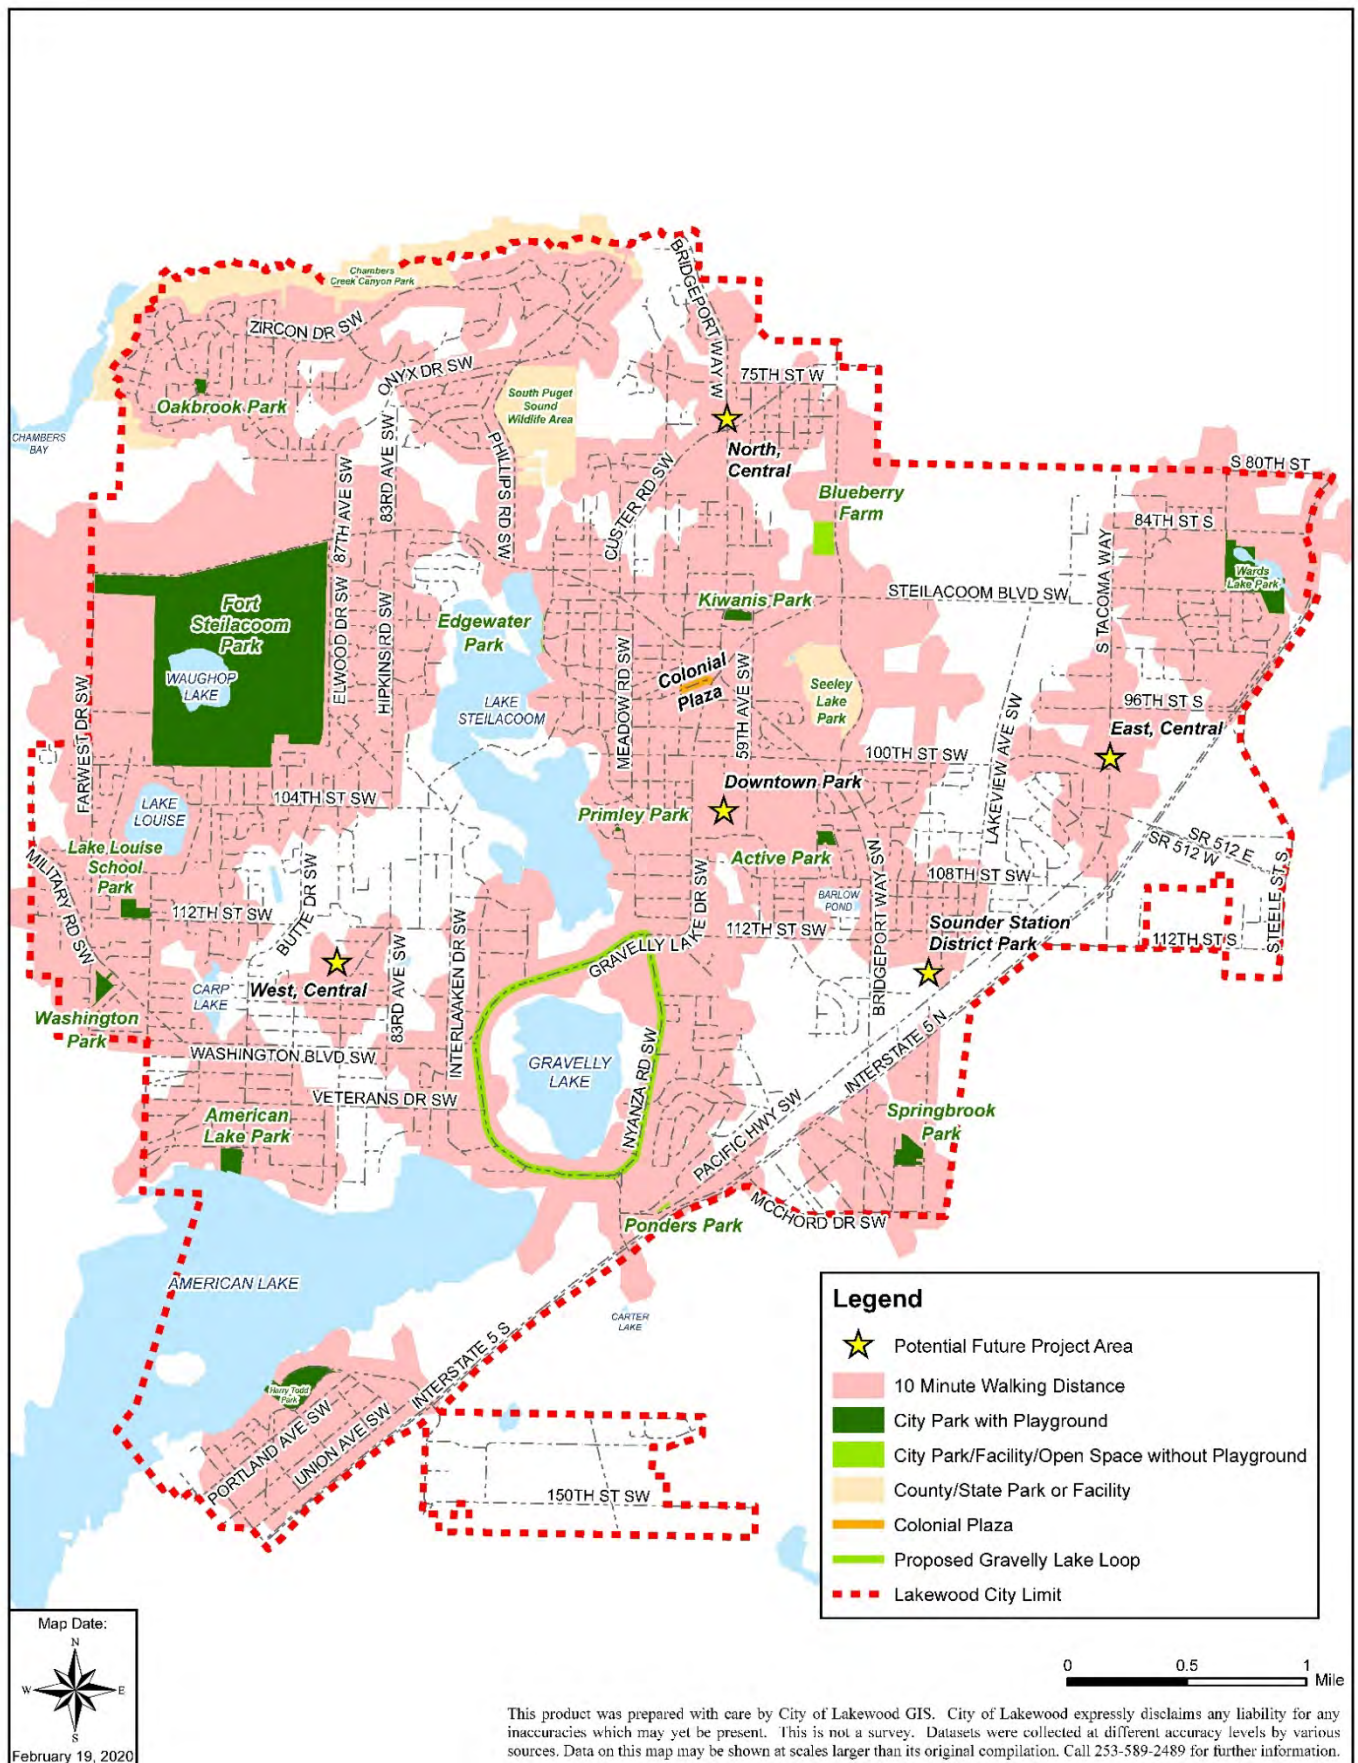 Chambers
Creek Canyon Park
BRIDGEPORT WAY W
ZIRCON DR SW
ONYX DR SW
75TH ST W
South Puget
Sound
Wildlife Area
Oakbrook Park
CHAMBERS
BAY
North,
Central
83RD AVE SW
PHILLIPS RD SW
CUSTER RD SW
87TH AVE SW
S 80TH ST
Blueberry
Farm
84TH ST S
S TACOMA WAY
Wards
Lake Park
STEILACOOM BLVD SW
Fort
Steilacoom
Park
Kiwanis Park
Edgewater
Park
ELWOOD DR SW
HIPKINS RD SW
WAUGHOP
LAKE
Colonial
Plaza
MEADOW RD SW
59TH AVE SW
Seeley
Lake
Park
LAKE
STEILACOOM
FARWEST DR SW
96TH ST S
East, Central
LAKEVIEW AVE SW
100TH ST SW
Downtown Park
104TH ST SW
LAKE
LOUISE
Primley Park
Lake Louise
School
Park
Active Park
SR 512 E
SR 512 W
MILITARY RD SW
BUTTE DR SW
108TH ST SW
BARLOW
POND
BRIDGEPORT WAY SW
STEELE ST S
112TH ST SW
GRAVELLY LAKE DR SW
112TH ST SW
Sounder Station
District Park
112TH ST S
INTERLAAKEN DR SW
83RD AVE SW
CARP
LAKE
West, Central
Washington
Park
WASHINGTON BLVD SW
GRAVELLY
LAKE
NYANZA RD SW
INTERSTATE 5 N
VETERANS DR SW
American
Lake Park
PACIFIC HWY SW
Springbrook
Park
MCCHORD DR SW
Ponders Park
AMERICAN LAKE
CARTER
LAKE
INTERSTATE 5 S
Harry Todd
Park
PORTLAND AVE SW
UNION AVE SW
150TH ST SW
Legend
Potential Future Project Area
10 Minute Walking Distance
City Park with Playground
City Park/Facility/Open Space without Playground
County/State Park or Facility
Colonial Plaza
Proposed Gravelly Lake Loop
Lakewood City Limit
Map Date:
N
W E
S
February 19, 2020
0 0.5 1
Mile
This product was prepared with care by City of Lakewood GIS. City of Lakewood expressly disclaims any liability for any
inaccuracies which may yet be present. This is not a survey. Datasets were collected at different accuracy levels by various
sources. Data on this map may be shown at scales larger than its original compilation. Call 253-589-2489 for further information.